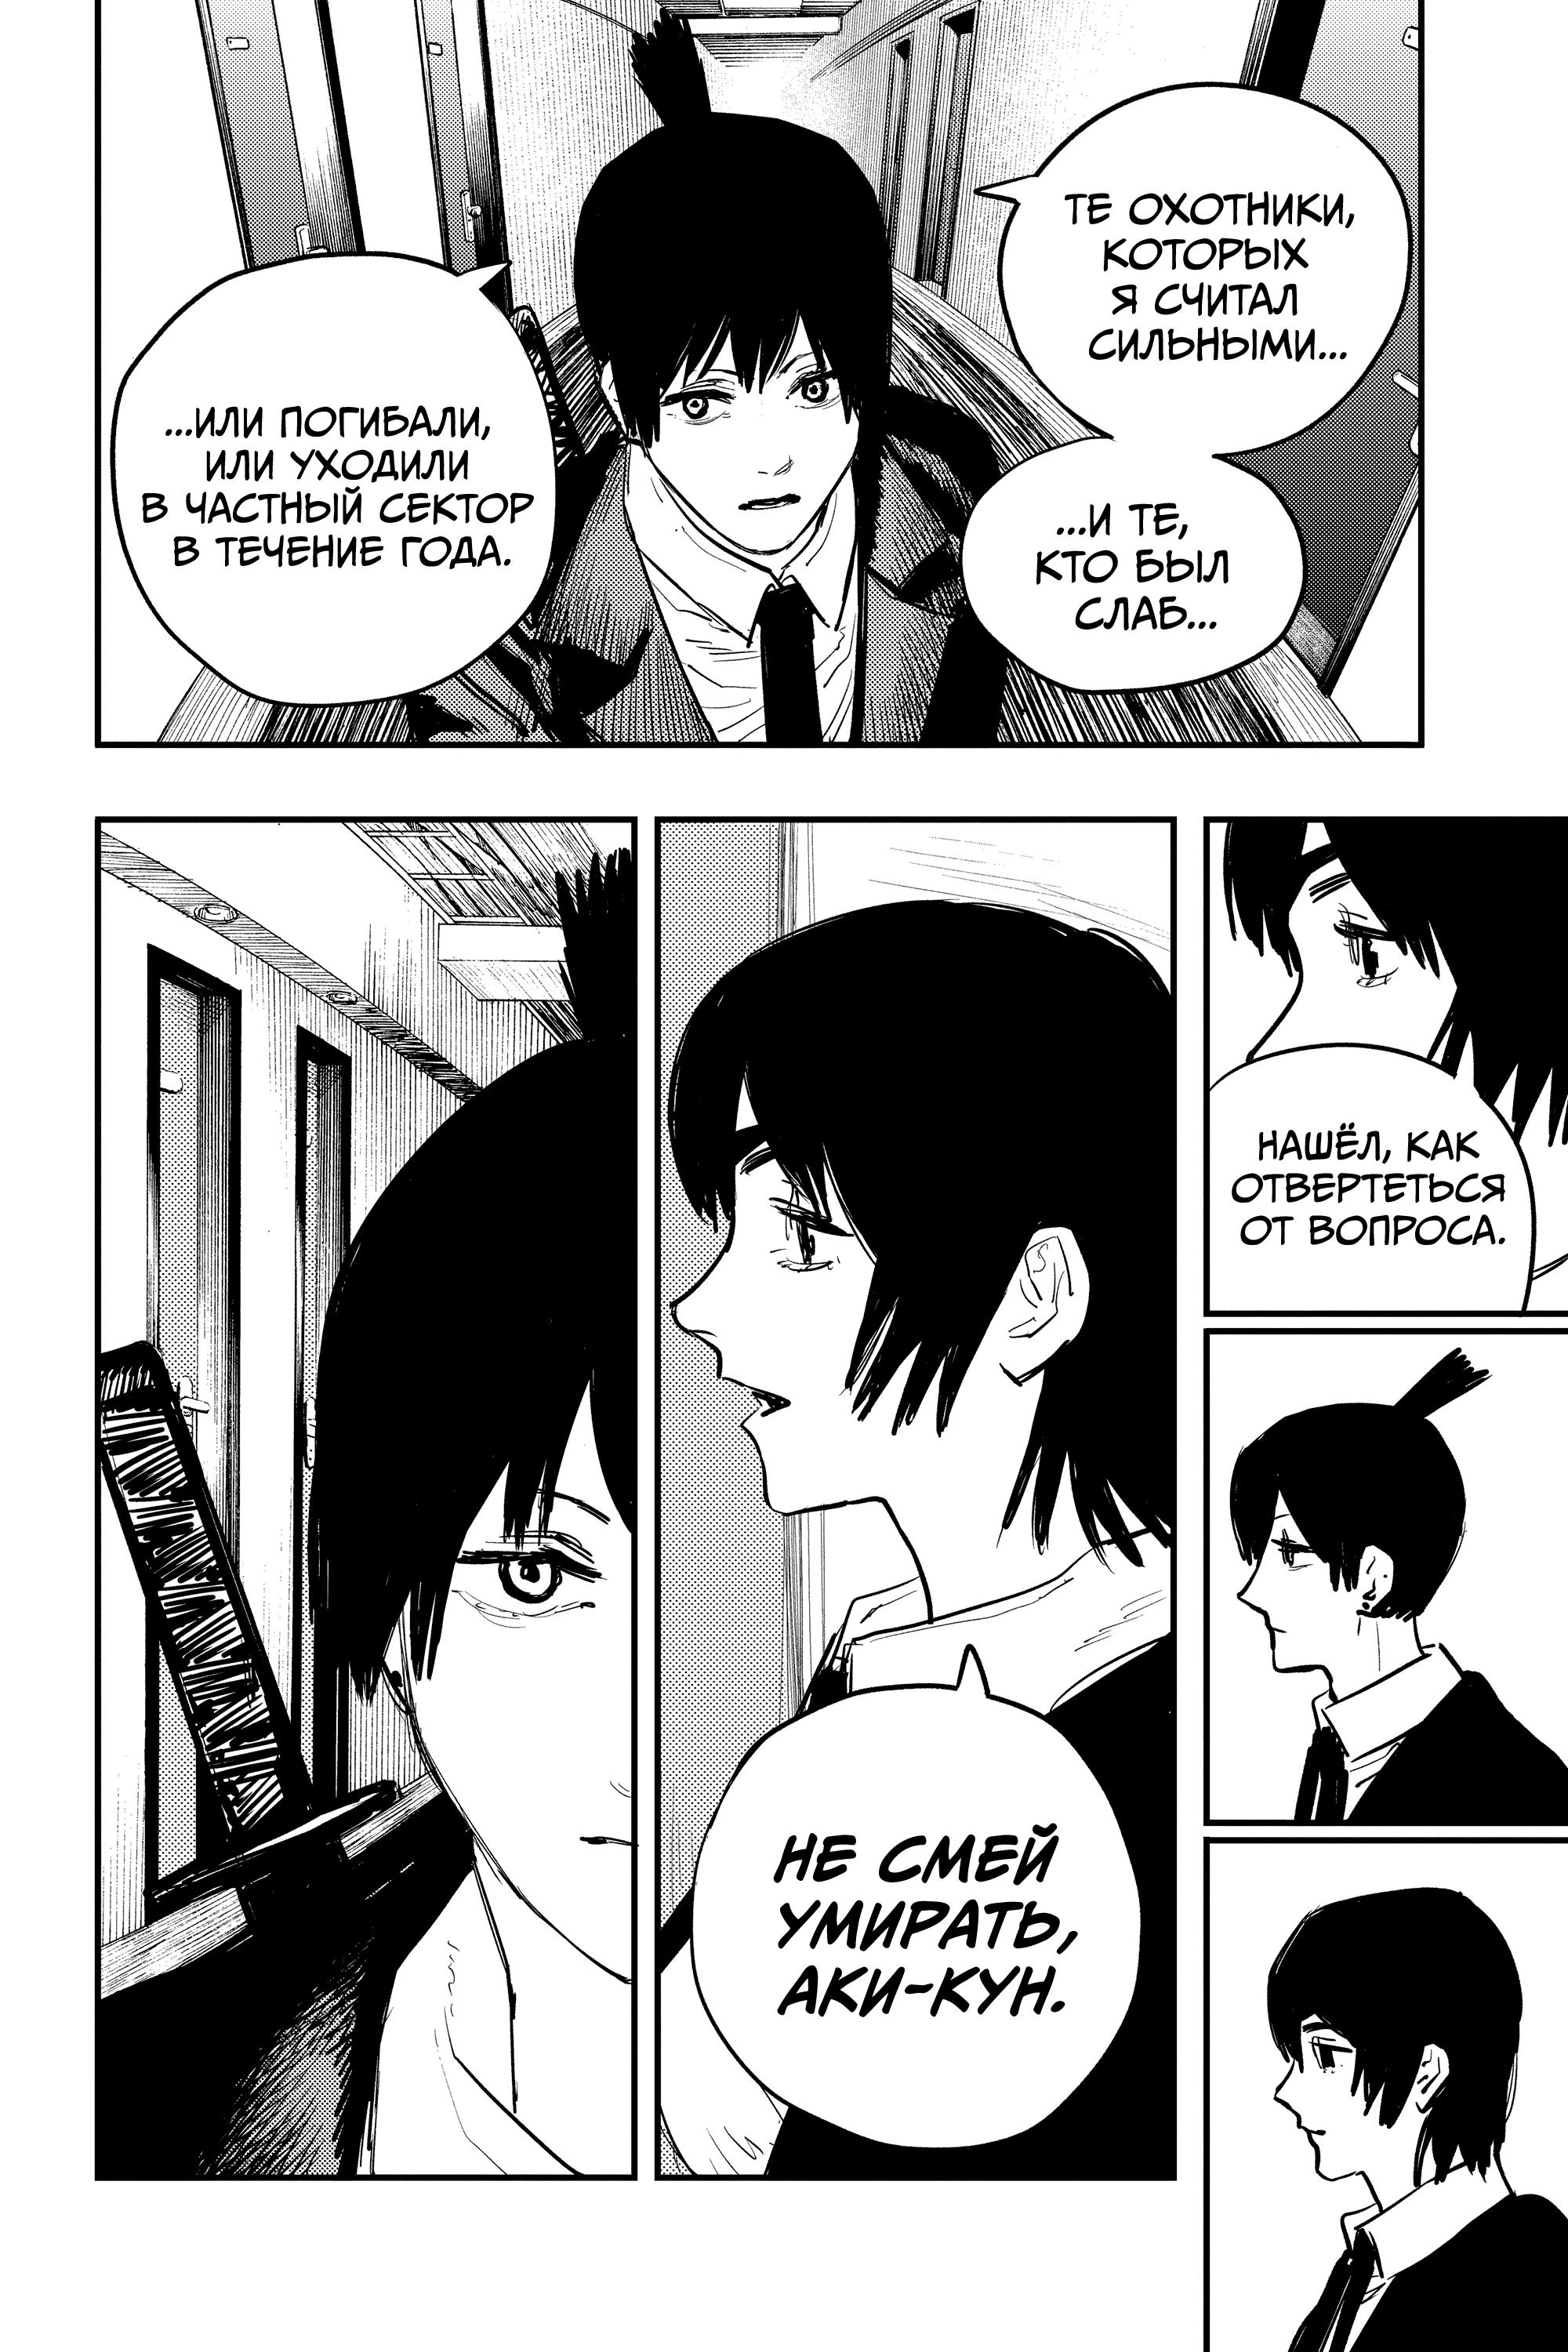 ТЕ ОХОТНИКИ,
КОТОРЫХ
Я СЧИТАЛ
СИЛЬНЫМИ...
...И ТЕ,
КТО БЫЛ
СЛАБ...
...ИЛИ ПОГИБАЛИ,
ИЛИ УХОДИЛИ
В ЧАСТНЫЙ СЕКТОР
В ТЕЧЕНИЕ ГОДА.
НАШЁЛ, КАК
ОТВЕРТЕТЬСЯ
ОТ ВОПРОСА.
НЕ СМЕЙ
УМИРАТЬ,
АКИ-КУН.